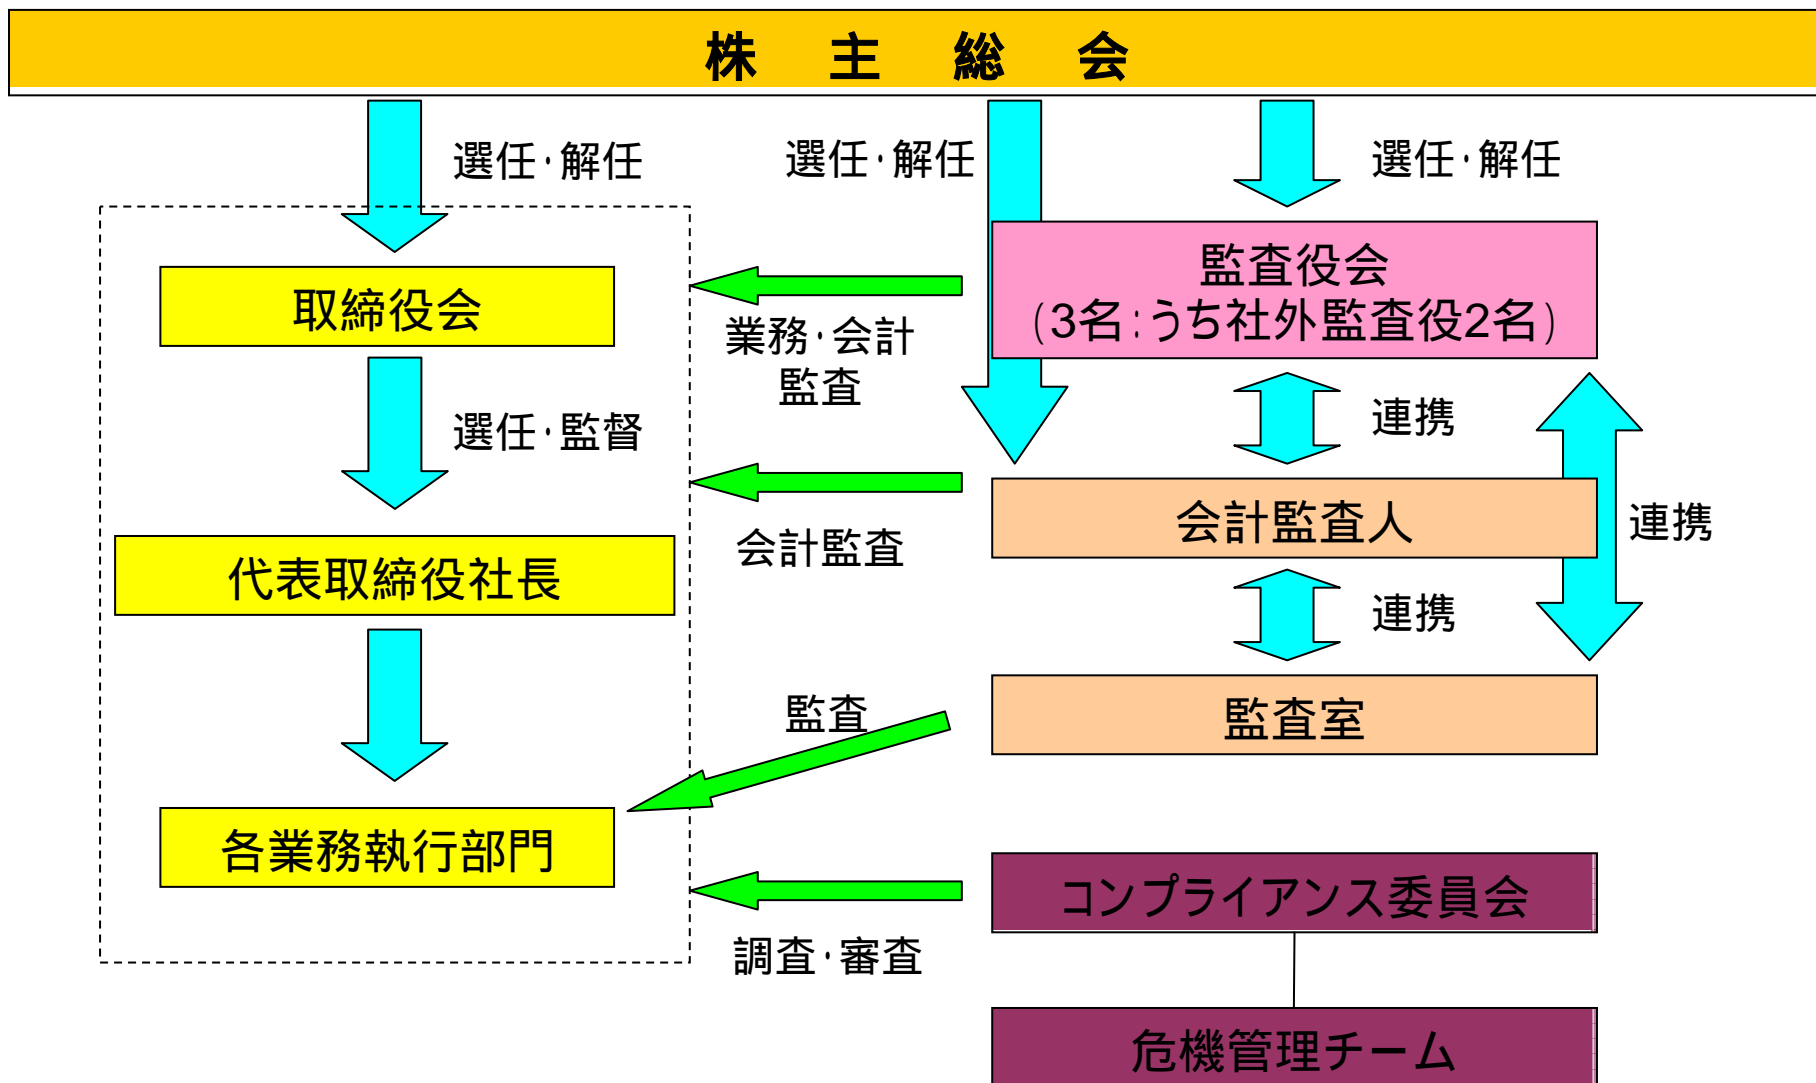 株 主 総 会
選任・解任
選任・解任
選任・解任
取締役会
監査役会
(3名:うち社外監査役2名)
業務・会計
監査
選任・監督
連携
会計監査人
会計監査
連携
代表取締役社長
連携
監査
監査室
各業務執行部門
コンプライアンス委員会
調査・審査
危機管理チーム